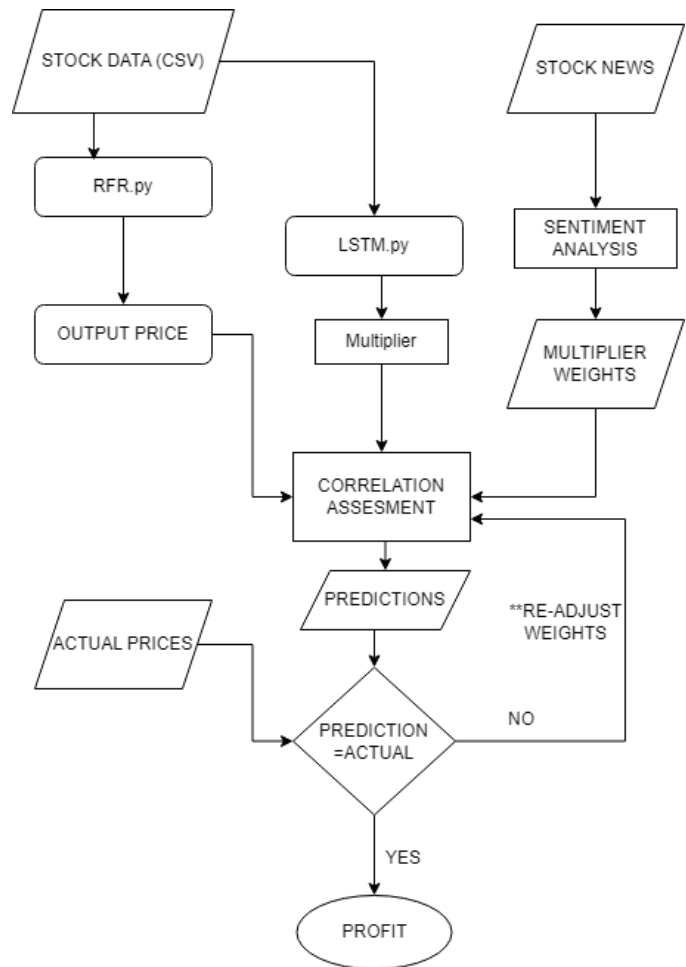 STOCK DATA (CSV)
STOCK NEWS
RFR.py
LSTM.py
SENTIMENT
ANALYSIS
OUTPUT PRICE
Multiplier
MULTIPLIER
WEIGHTS
CORRELATION
ASSESMENT
PREDICTIONS
**RE-ADJUST
WEIGHTS
ACTUAL PRICES
PREDICTION
=ACTUAL
NO
YES
PROFIT